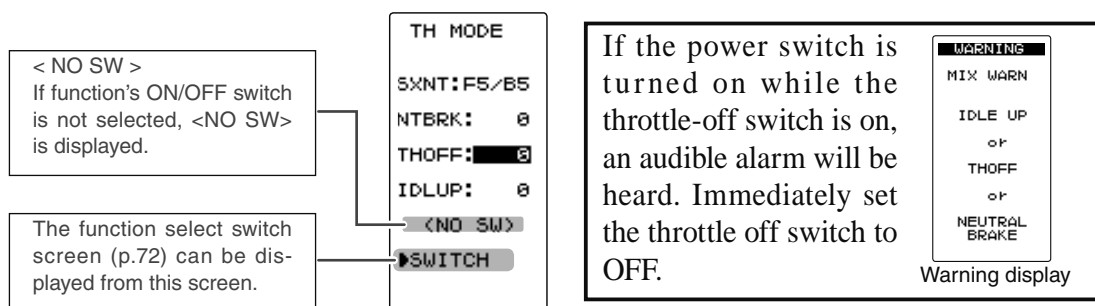 < NO SW >
If function's ON/OFF switch
is not selected, <NO SW>
is displayed.
The function select switch
screen (p.72) can be dis-
played from this screen.
TH MODE
SXNT:F5/B5
NTBRK: 0
THOFF: 0
IDLUP: 0
<NO SW>
▶SWITCH
If the power switch is
turned on while the
throttle-off switch is on,
an audible alarm will be
heard. Immediately set
the throttle off switch to
OFF.
WARNING
MIX WARN
IDLE UP
or
THOFF
or
NEUTRAL
BRAKE
Warning display